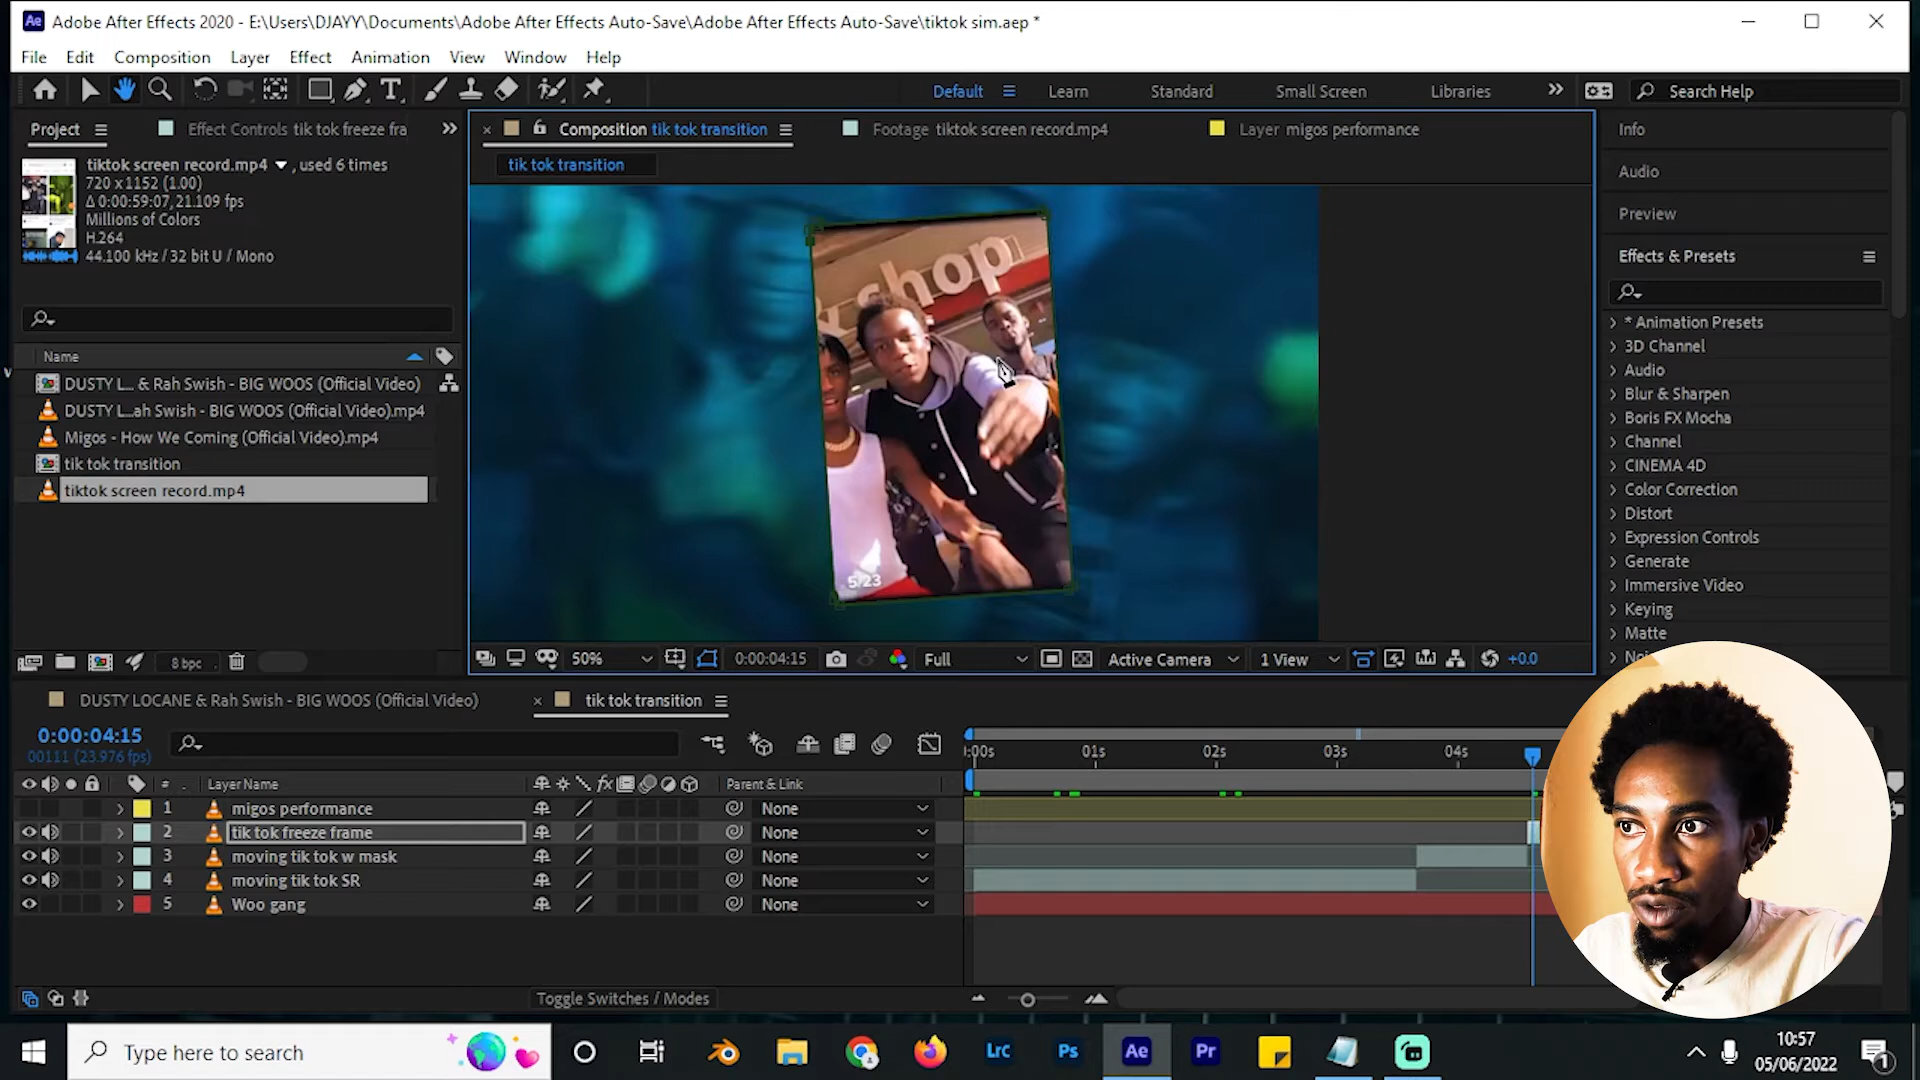 Adobe After Effects 2020 - E:\Users\DJAYY\Documents\Adobe After Effects Auto-Save\Adobe After Effects Auto-Save\tiktok sim.aep *
File Edit Composition Layer Effect Animation View Window Help
Default Learn Standard Small Screen Libraries Search Help
Project Effect Controls tik tok freeze fra
tiktok screen record.mp4 , used 6 times
720 x1152 (1.00)
Δ 0:00:59:07, 21.109 fps
Millions of Colors
H.264
44.100 kHz / 32 bit U / Mono
Name
DUSTY L... & Rah Swish - BIG WOOS (Official Video)
DUSTY L...ah Swish - BIG WOOS (Official Video).mp4
Migos - How We Coming (Official Video).mp4
tik tok transition
tiktok screen record.mp4
8 bpc
Composition tik tok transition
Footage tiktok screen record.mp4
Layer migos performance
tik tok transition
shop
5:23
50% 0:00:04:15 Full Active Camera 1 View +0.0
Info
Audio
Preview
Effects & Presets
* Animation Presets
3D Channel
Audio
Blur & Sharpen
Boris FX Mocha
Channel
CINEMA 4D
Color Correction
Distort
Expression Controls
Generate
Immersive Video
Keying
Matte
DUSTY LOCANE & Rah Swish - BIG WOOS (Official Video)
tik tok transition
0:00:04:15
00111 (23.976 fps)
:00s 01s 02s 03s 04s
# Layer Name Parent & Link
1 migos performance None
2 tik tok freeze frame None
3 moving tik tok w mask None
4 moving tik tok SR None
5 Woo gang None
Toggle Switches / Modes
Type here to search
Lrc Ps Ae Pr
10:57
05/06/2022
1